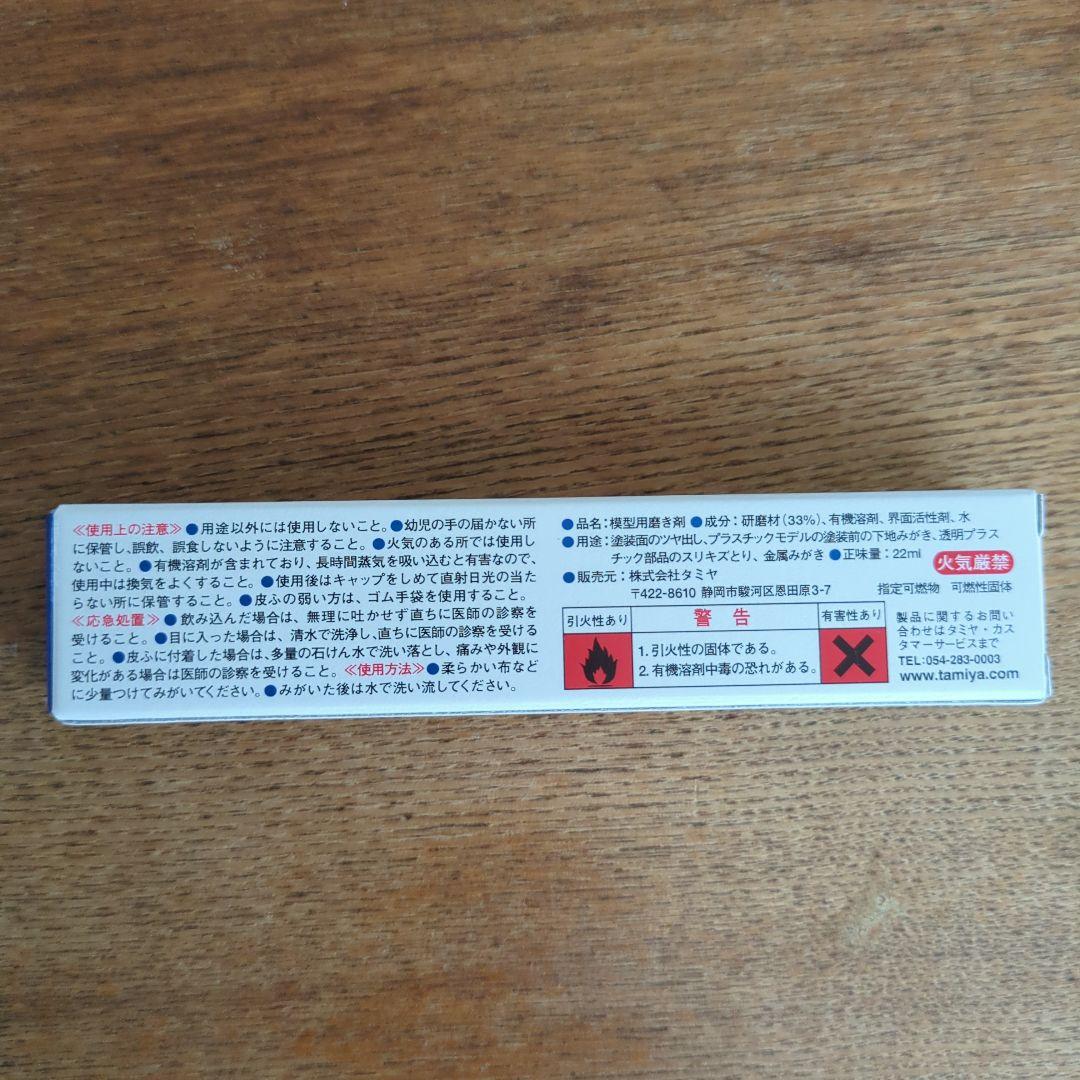 ≪使用上の注意≫ ●用途以外には使用しないこと。●幼児の手の届かない所
に保管し、誤飲、誤食しないように注意すること。 ●火気のある所では使用し
ないこと。 ●有機溶剤が含まれており、長時間蒸気を吸い込むと有害なので、
使用中は換気をよくすること。 ●使用後はキャップをしめて直射日光の当た
らない所に保管すること。 ●皮ふの弱い方は、ゴム手袋を使用すること。
≪応急処置≫ ●飲み込んだ場合は、無理に吐かせず直ちに医師の診察を
受けること。●目に入った場合は、清水で洗浄し、直ちに医師の診察を受ける
こと。●皮ふに付着した場合は、多量の石けん水で洗い落とし、痛みや外観に
変化がある場合は医師の診察を受けること。 ≪使用方法≫ ●柔らかい布など
に少量つけてみがいてください。●みがいた後は水で洗い流してください。
●品名：模型用磨き剤 ●成分：研磨材（33%）、有機溶剤、界面活性剤、水
●用途：塗装面のツヤ出し、プラスチックモデルの塗装前の下地みがき、透明プラス
チック部品のスリキズとり、金属みがき ●正味量：22ml
●販売元：株式会社タミヤ
〒422-8610 静岡市駿河区恩田原3-7
火気厳禁
指定可燃物 可燃性固体
引火性あり
警 告
有害性あり
1. 引火性の固体である。
2. 有機溶剤中毒の恐れがある。
製品に関するお問い
合わせはタミヤ・カス
タマーサービスまで
TEL:054-283-0003
www.tamiya.com